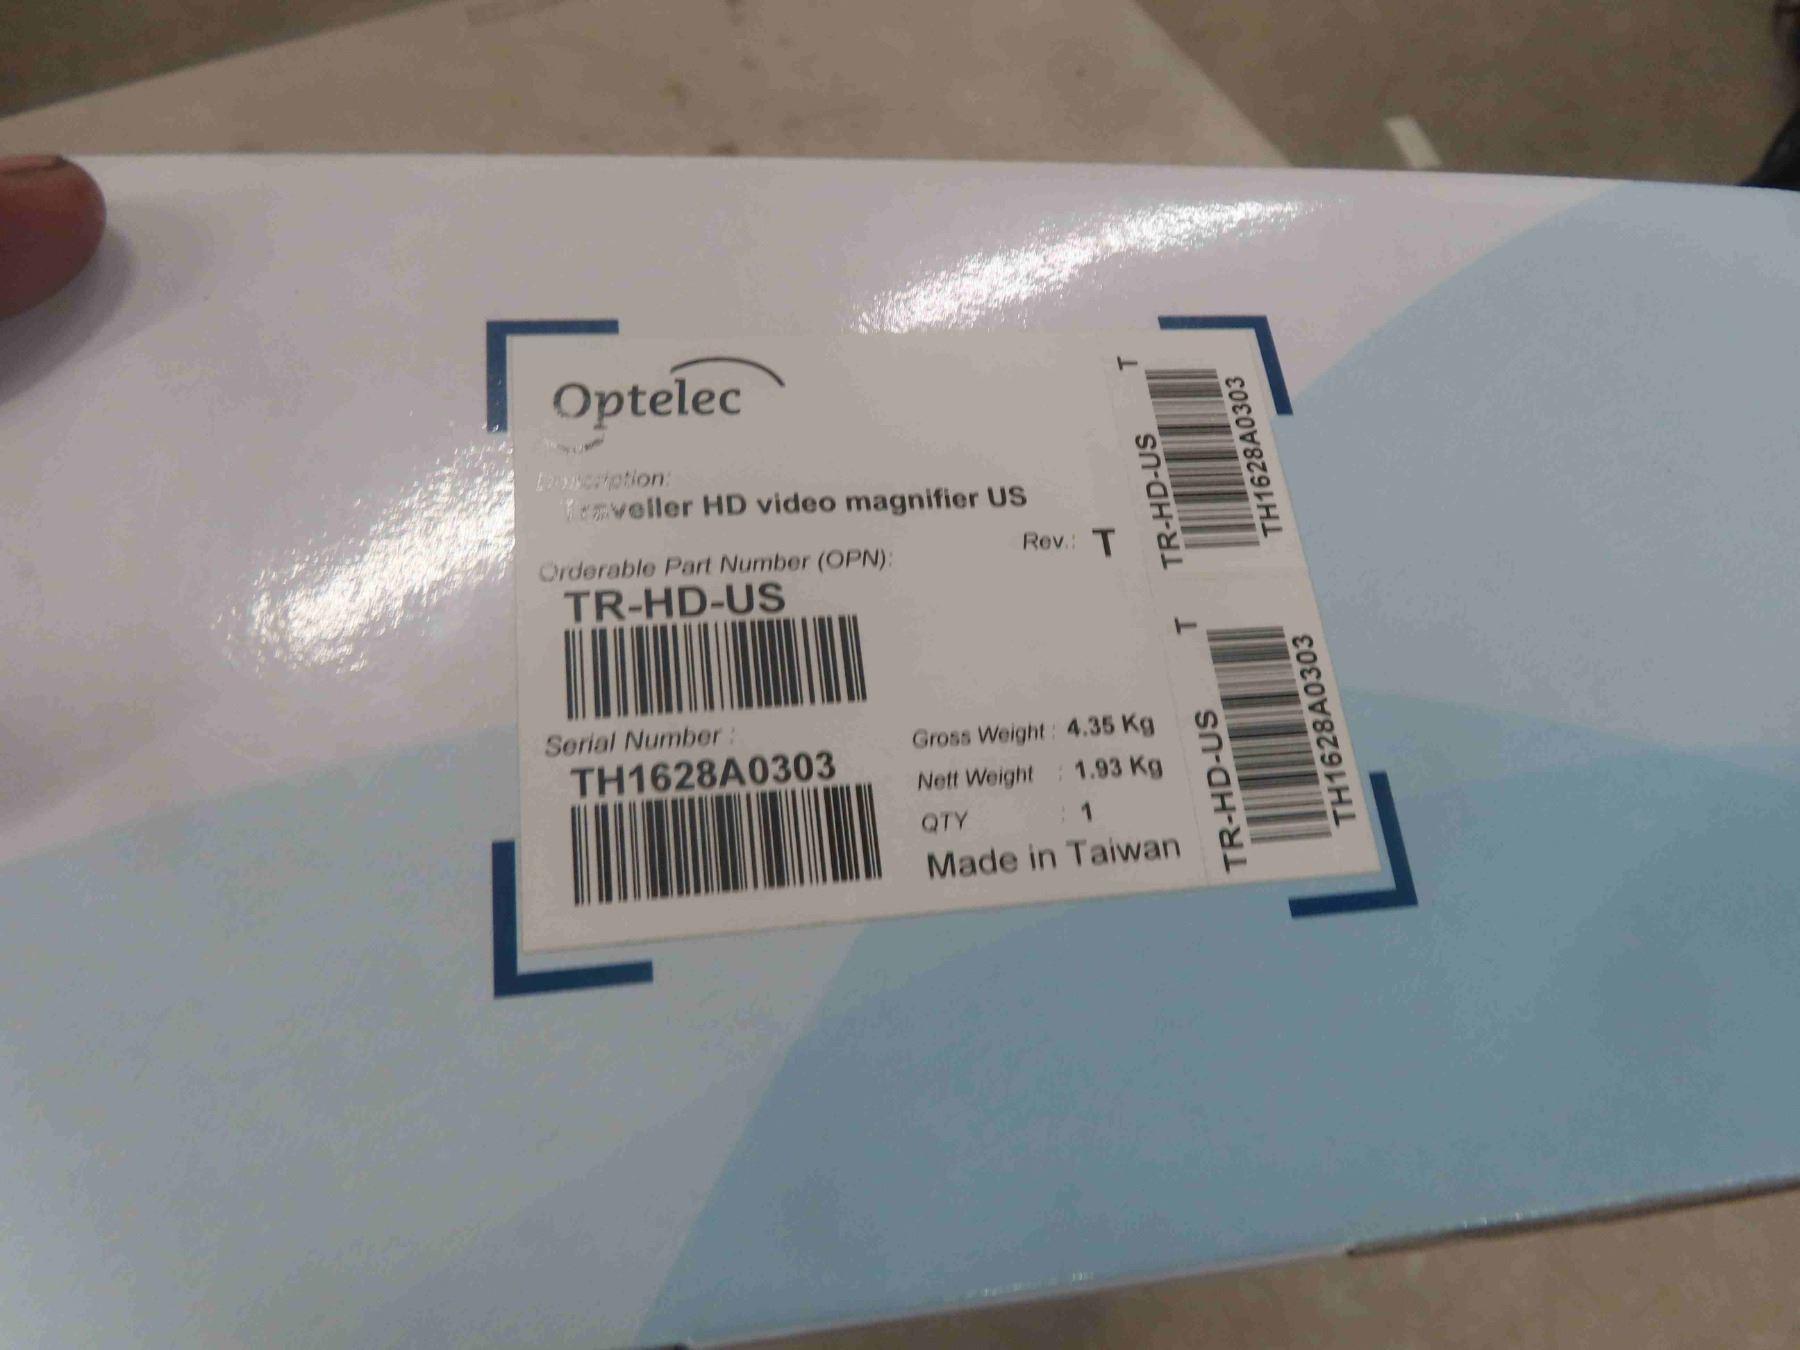 Optelec
Description:
Traveller HD video magnifier US
Rev.: T
Orderable Part Number (OPN):
TR-HD-US
Serial Number :
TH1628A0303
Gross Weight : 4.35 Kg
Nett Weight : 1.93 Kg
QTY : 1
Made in Taiwan
TR-HD-US T
TH1628A0303
TR-HD-US T
TH1628A0303